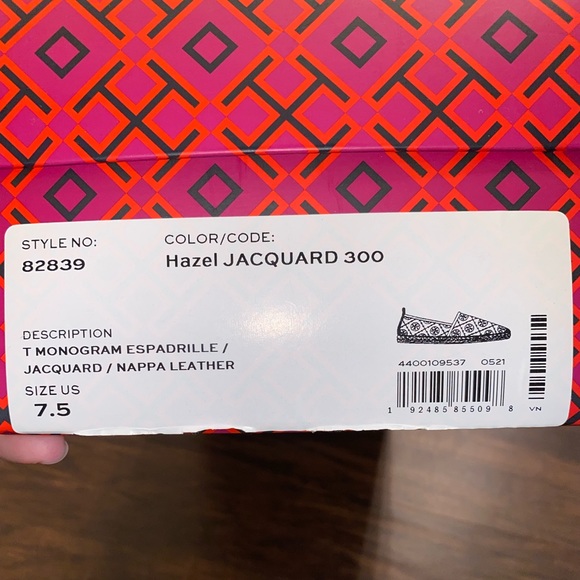 STYLE NO:
82839
COLOR/CODE:
Hazel JACQUARD 300
DESCRIPTION
T MONOGRAM ESPADRILLE /
JACQUARD / NAPPA LEATHER
SIZE US
7.5
4400109537 0521
1 92485 85509 8
VN